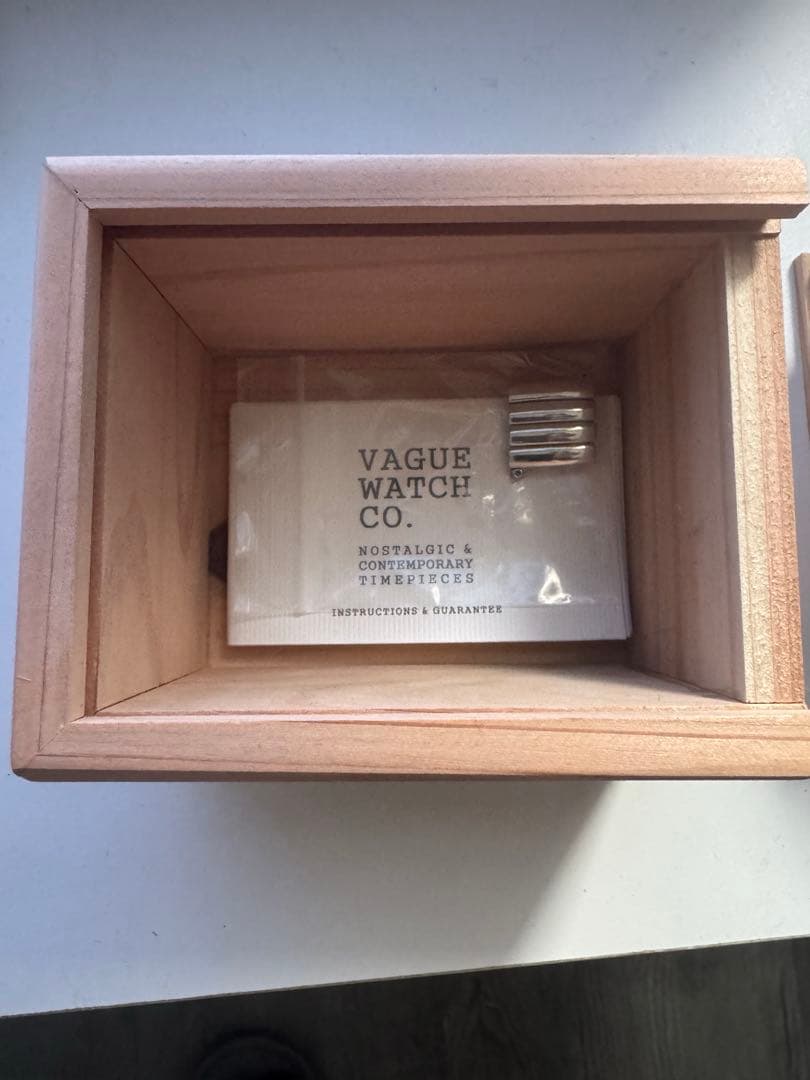 VAGUE
WATCH
CO.
NOSTALGIC &
CONTEMPORARY
TIMEPIECES
INSTRUCTIONS & GUARANTEE